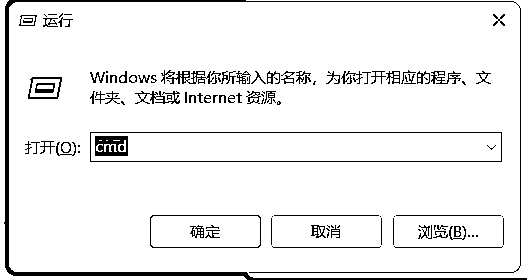 运行
Windows 将根据你所输入的名称，为你打开相应的程序、文
件夹、文档或 Internet 资源。
打开(O): cmd
确定 取消 浏览(B)...